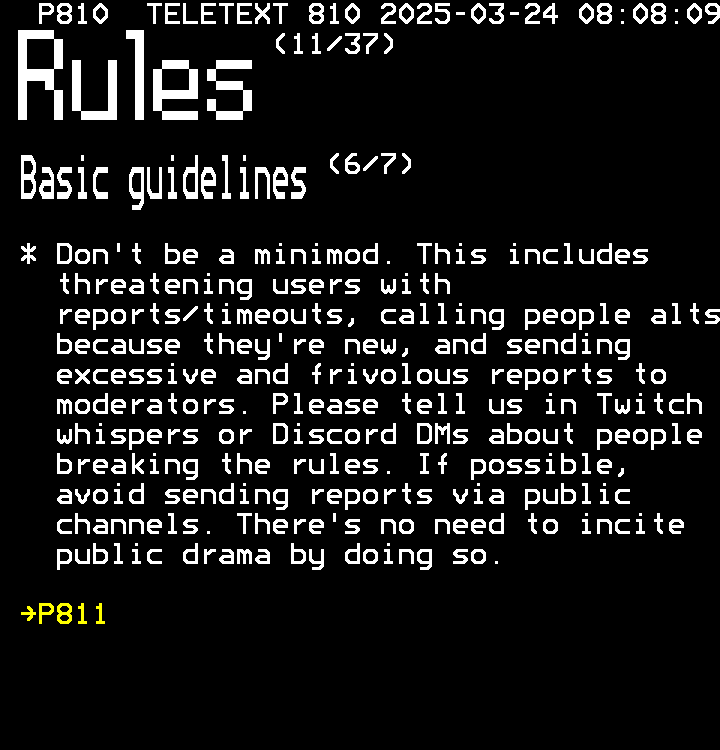 P810 TELETEXT 810 2025-03-24 08:08:09
Rules (11/37)
Basic guidelines (6/7)
* Don't be a minimod. This includes
threatening users with
reports/timeouts, calling people alts
because they're new, and sending
excessive and frivolous reports to
moderators. Please tell us in Twitch
whispers or Discord DMs about people
breaking the rules. If possible,
avoid sending reports via public
channels. There's no need to incite
public drama by doing so.
→P811